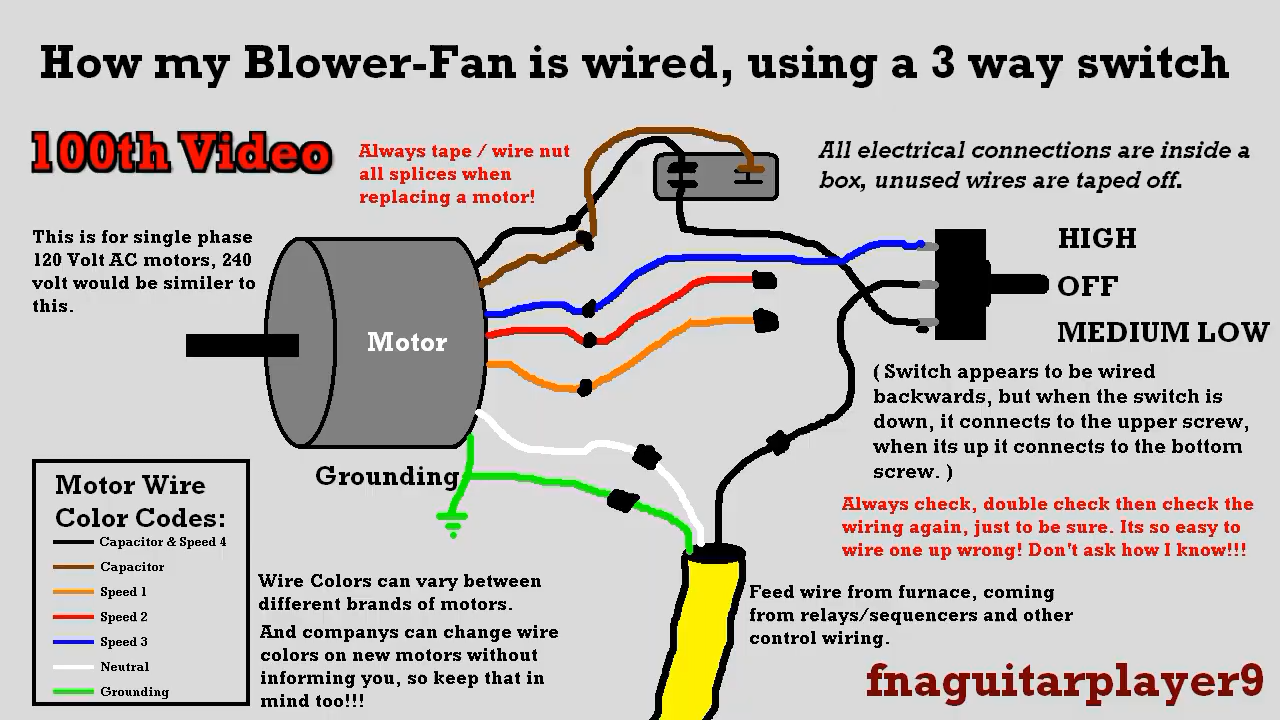 How my Blower-Fan is wired, using a 3 way switch
100th Video
Always tape / wire nut
all splices when
replacing a motor!
All electrical connections are inside a
box, unused wires are taped off.
This is for single phase
120 Volt AC motors, 240
volt would be similar to
this.
HIGH
OFF
MEDIUM LOW
Motor
( Switch appears to be wired
backwards, but when the switch is
down, it connects to the upper screw,
when its up it connects to the bottom
screw. )
Grounding
Always check, double check then check the
wiring again, just to be sure. Its so easy to
wire one up wrong! Don't ask how I know!!!
Motor Wire
Color Codes:
Capacitor & Speed 4
Capacitor
Speed 1
Speed 2
Speed 3
Neutral
Grounding
Wire Colors can vary between
different brands of motors.
And companys can change wire
colors on new motors without
informing you, so keep that in
mind too!!!
Feed wire from furnace, coming
from relays/sequencers and other
control wiring.
fnaguitarplayer9